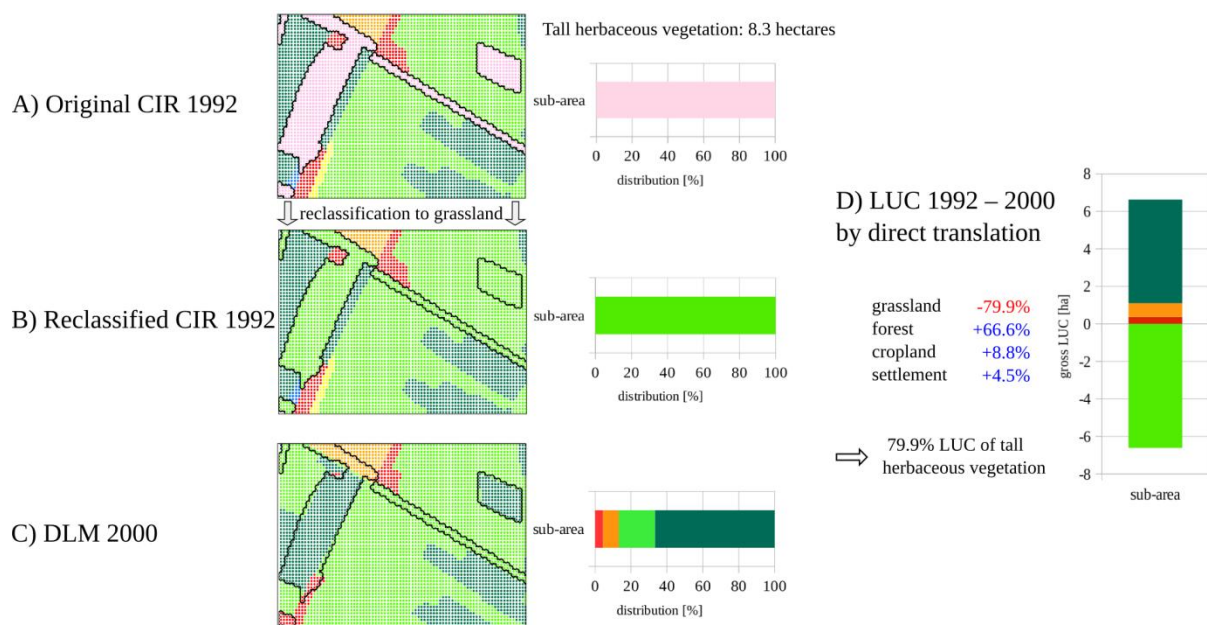 Tall herbaceous vegetation: 8.3 hectares
A) Original CIR 1992
sub-area
0 20 40 60 80 100
distribution [%]
reclassification to grassland
B) Reclassified CIR 1992
sub-area
0 20 40 60 80 100
distribution [%]
C) DLM 2000
sub-area
0 20 40 60 80 100
distribution [%]
D) LUC 1992 – 2000
by direct translation
grassland -79.9%
forest +66.6%
cropland +8.8%
settlement +4.5%
79.9% LUC of tall
herbaceous vegetation
gross LUC [ha]
8
6
4
2
0
-2
-4
-6
-8
sub-area